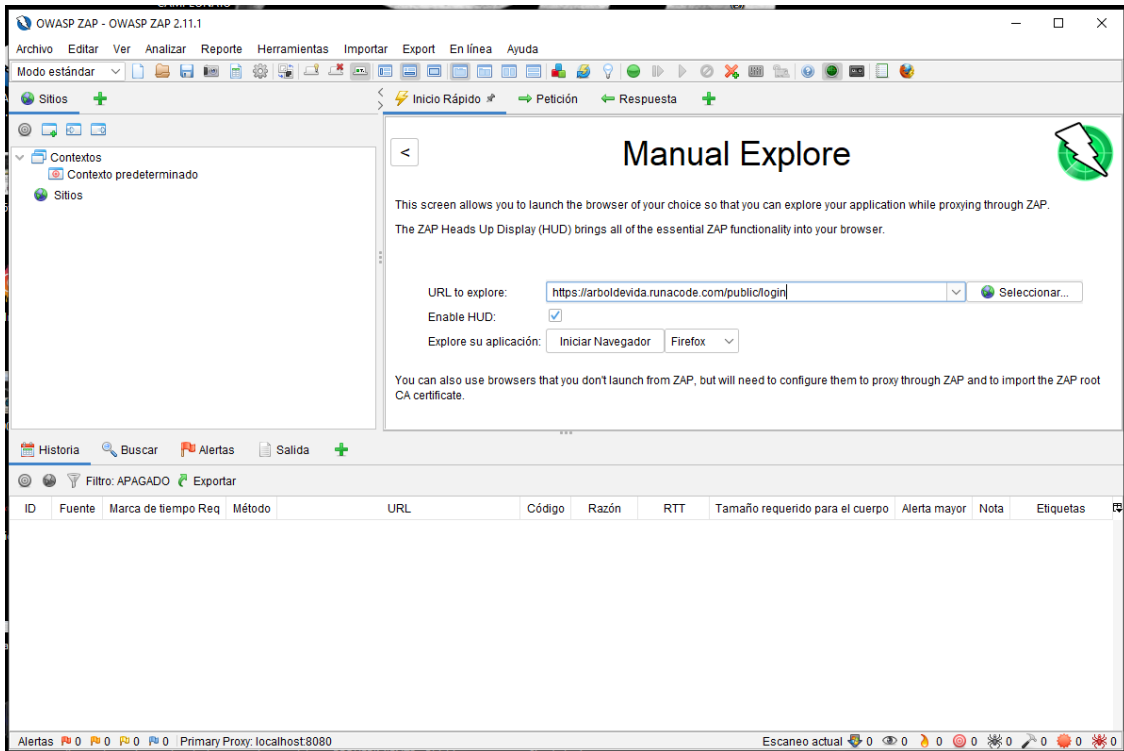 OWASP ZAP - OWASP ZAP 2.11.1
Archivo Editar Ver Analizar Reporte Herramientas Importar Export En línea Ayuda
Modo estándar
Sitios
Inicio Rápido
Petición
Respuesta
Contextos
Contexto predeterminado
Sitios
<
Manual Explore
This screen allows you to launch the browser of your choice so that you can explore your application while proxying through ZAP.
The ZAP Heads Up Display (HUD) brings all of the essential ZAP functionality into your browser.
URL to explore: https://arboldevida.runacode.com/public/login Seleccionar...
Enable HUD:
Explore su aplicación: Iniciar Navegador Firefox
You can also use browsers that you don't launch from ZAP, but will need to configure them to proxy through ZAP and to import the ZAP root
CA certificate.
Historia Buscar Alertas Salida
Filtro: APAGADO Exportar
ID Fuente Marca de tiempo Req Método URL Código Razón RTT Tamaño requerido para el cuerpo Alerta mayor Nota Etiquetas
Alertas 0 0 0 0 Primary Proxy: localhost:8080 Escaneo actual 0 0 0 0 0 0 0 0